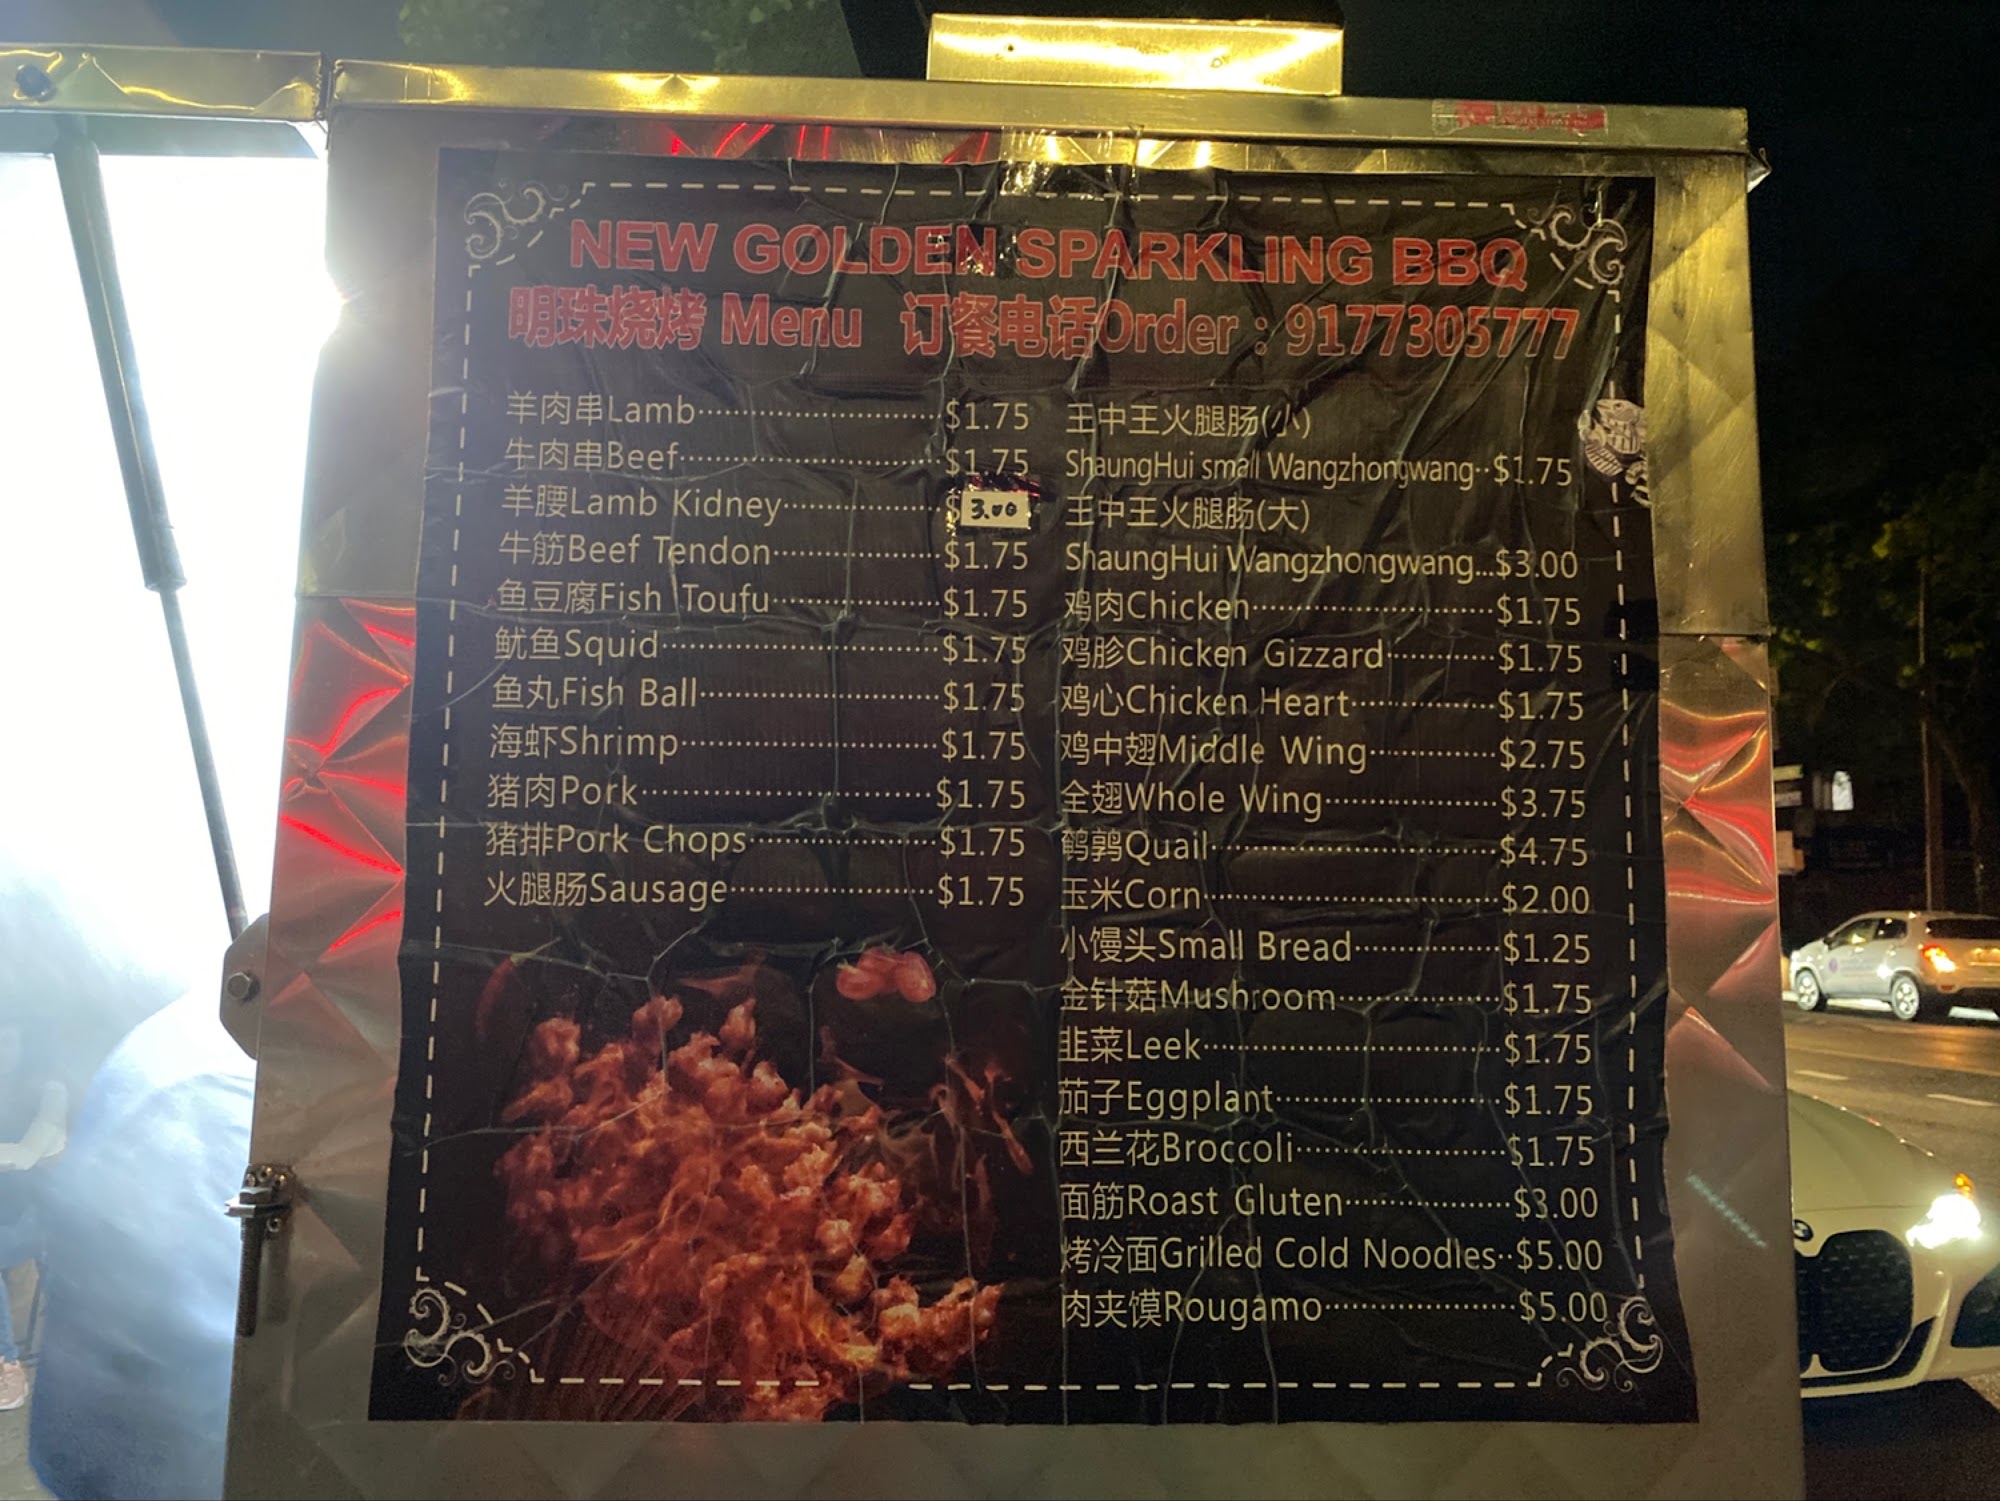 NEW GOLDEN SPARKLING BBQ
明珠烧烤 Menu 订餐电话Order：9177305777
羊肉串Lamb $1.75
牛肉串Beef $1.75
羊腰Lamb Kidney $3.00
牛筋Beef Tendon $1.75
鱼豆腐Fish Toufu $1.75
鱿鱼Squid $1.75
鱼丸Fish Ball $1.75
海虾Shrimp $1.75
猪肉Pork $1.75
猪排Pork Chops $1.75
火腿肠Sausage $1.75
王中王火腿肠(小)
ShaungHui small Wangzhongwang $1.75
王中王火腿肠(大)
ShaungHui Wangzhongwang...$3.00
鸡肉Chicken $1.75
鸡胗Chicken Gizzard $1.75
鸡心Chicken Heart $1.75
鸡中翅Middle Wing $2.75
全翅Whole Wing $3.75
鹌鹑Quail $4.75
玉米Corn $2.00
小馒头Small Bread $1.25
金针菇Mushroom $1.75
韭菜Leek $1.75
茄子Eggplant $1.75
西兰花Broccoli $1.75
面筋Roast Gluten $3.00
烤冷面Grilled Cold Noodles $5.00
肉夹馍Rougamo $5.00